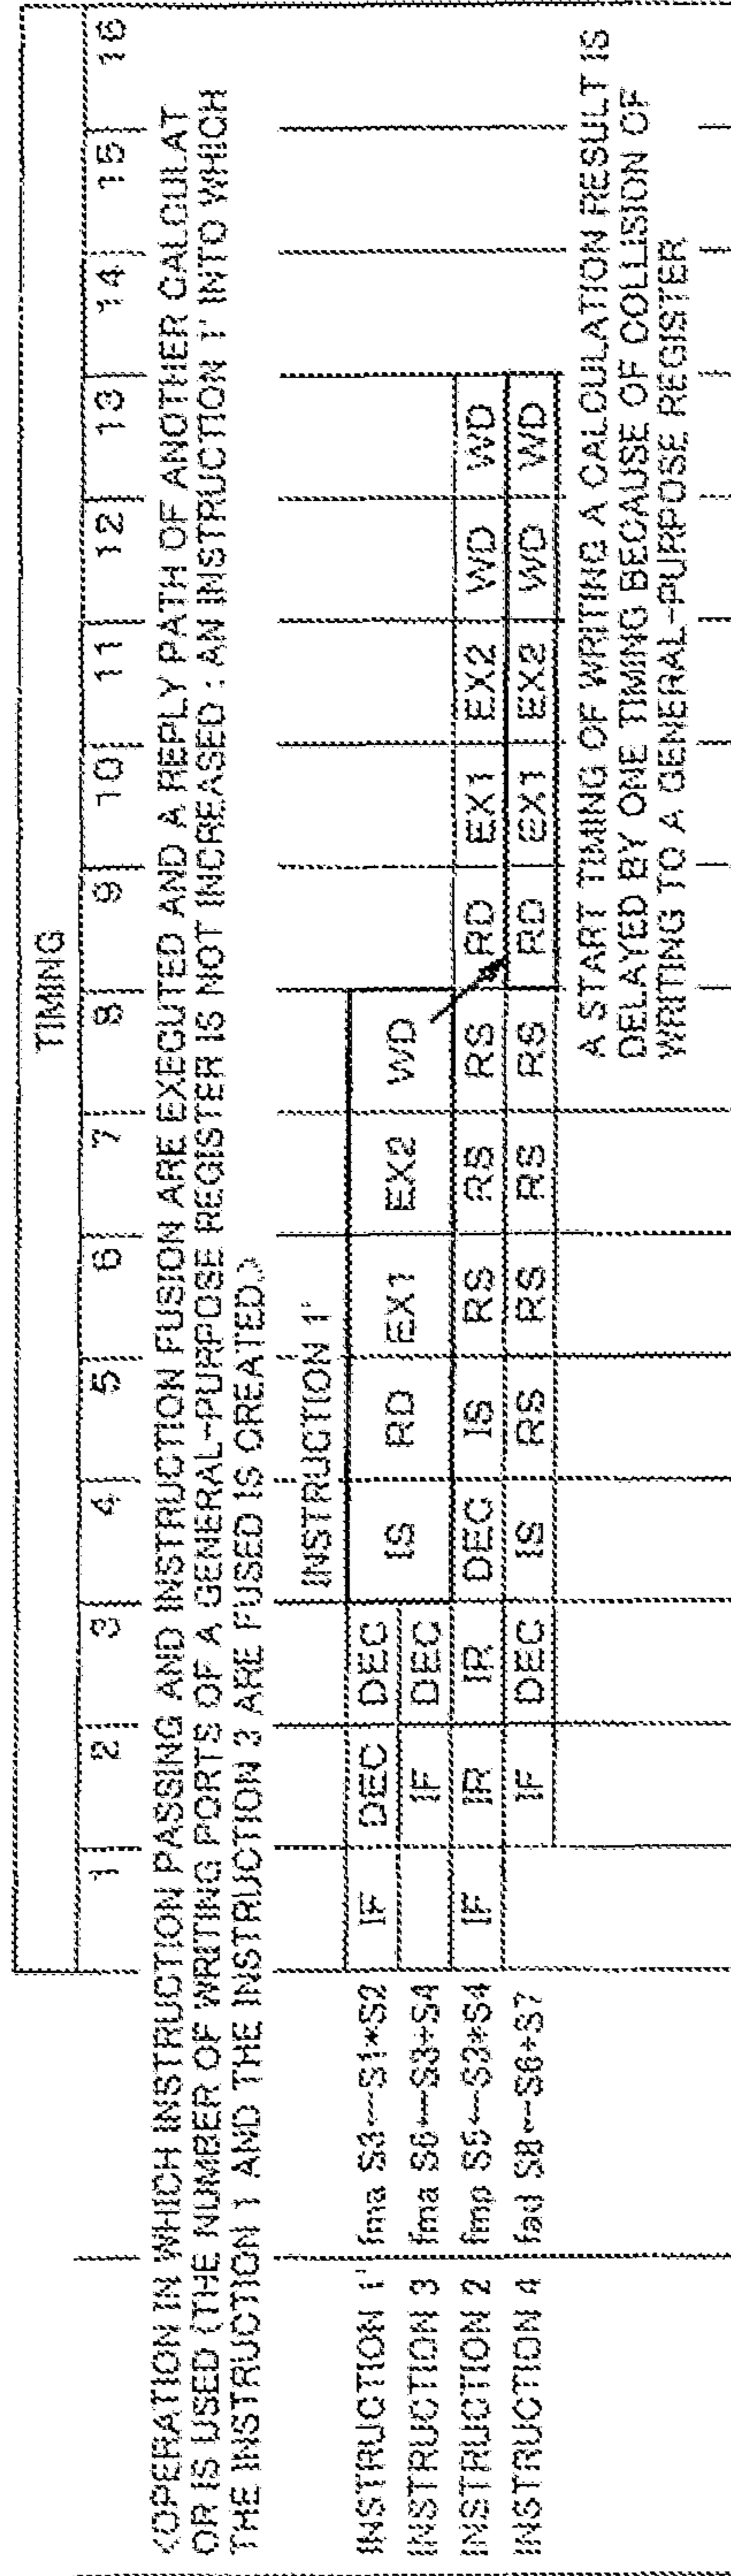 TIMING
1 2 3 4 5 6 7 8 9 10 11 12 13 14 15 16
<OPERATION IN WHICH INSTRUCTION PASSING AND INSTRUCTION FUSION ARE EXECUTED AND A REPLY PATH OF ANOTHER CALCULAT
OR IS USED (THE NUMBER OF WRITING PORTS OF A GENERAL-PURPOSE REGISTER IS NOT INCREASED : AN INSTRUCTION 1' INTO WHICH
THE INSTRUCTION 1 AND THE INSTRUCTION 3 ARE FUSED IS CREATED.>
INSTRUCTION 1'
INSTRUCTION 1' fma S3←S1*S2 IF DEC DEC IS RD EX1 EX2 WD
INSTRUCTION 3 fma S6←S3+S4 IF DEC
INSTRUCTION 2 fmp S5←S3*S4 IF IR IR DEC IS RS RS RS RD EX1 EX2 WD WD
INSTRUCTION 4 fad S8←S6+S7 IF DEC IS RS RS RS RS RD EX1 EX2 WD WD
A START TIMING OF WRITING A CALCULATION RESULT IS
DELAYED BY ONE TIMING BECAUSE OF COLLISION OF
WRITING TO A GENERAL-PURPOSE REGISTER